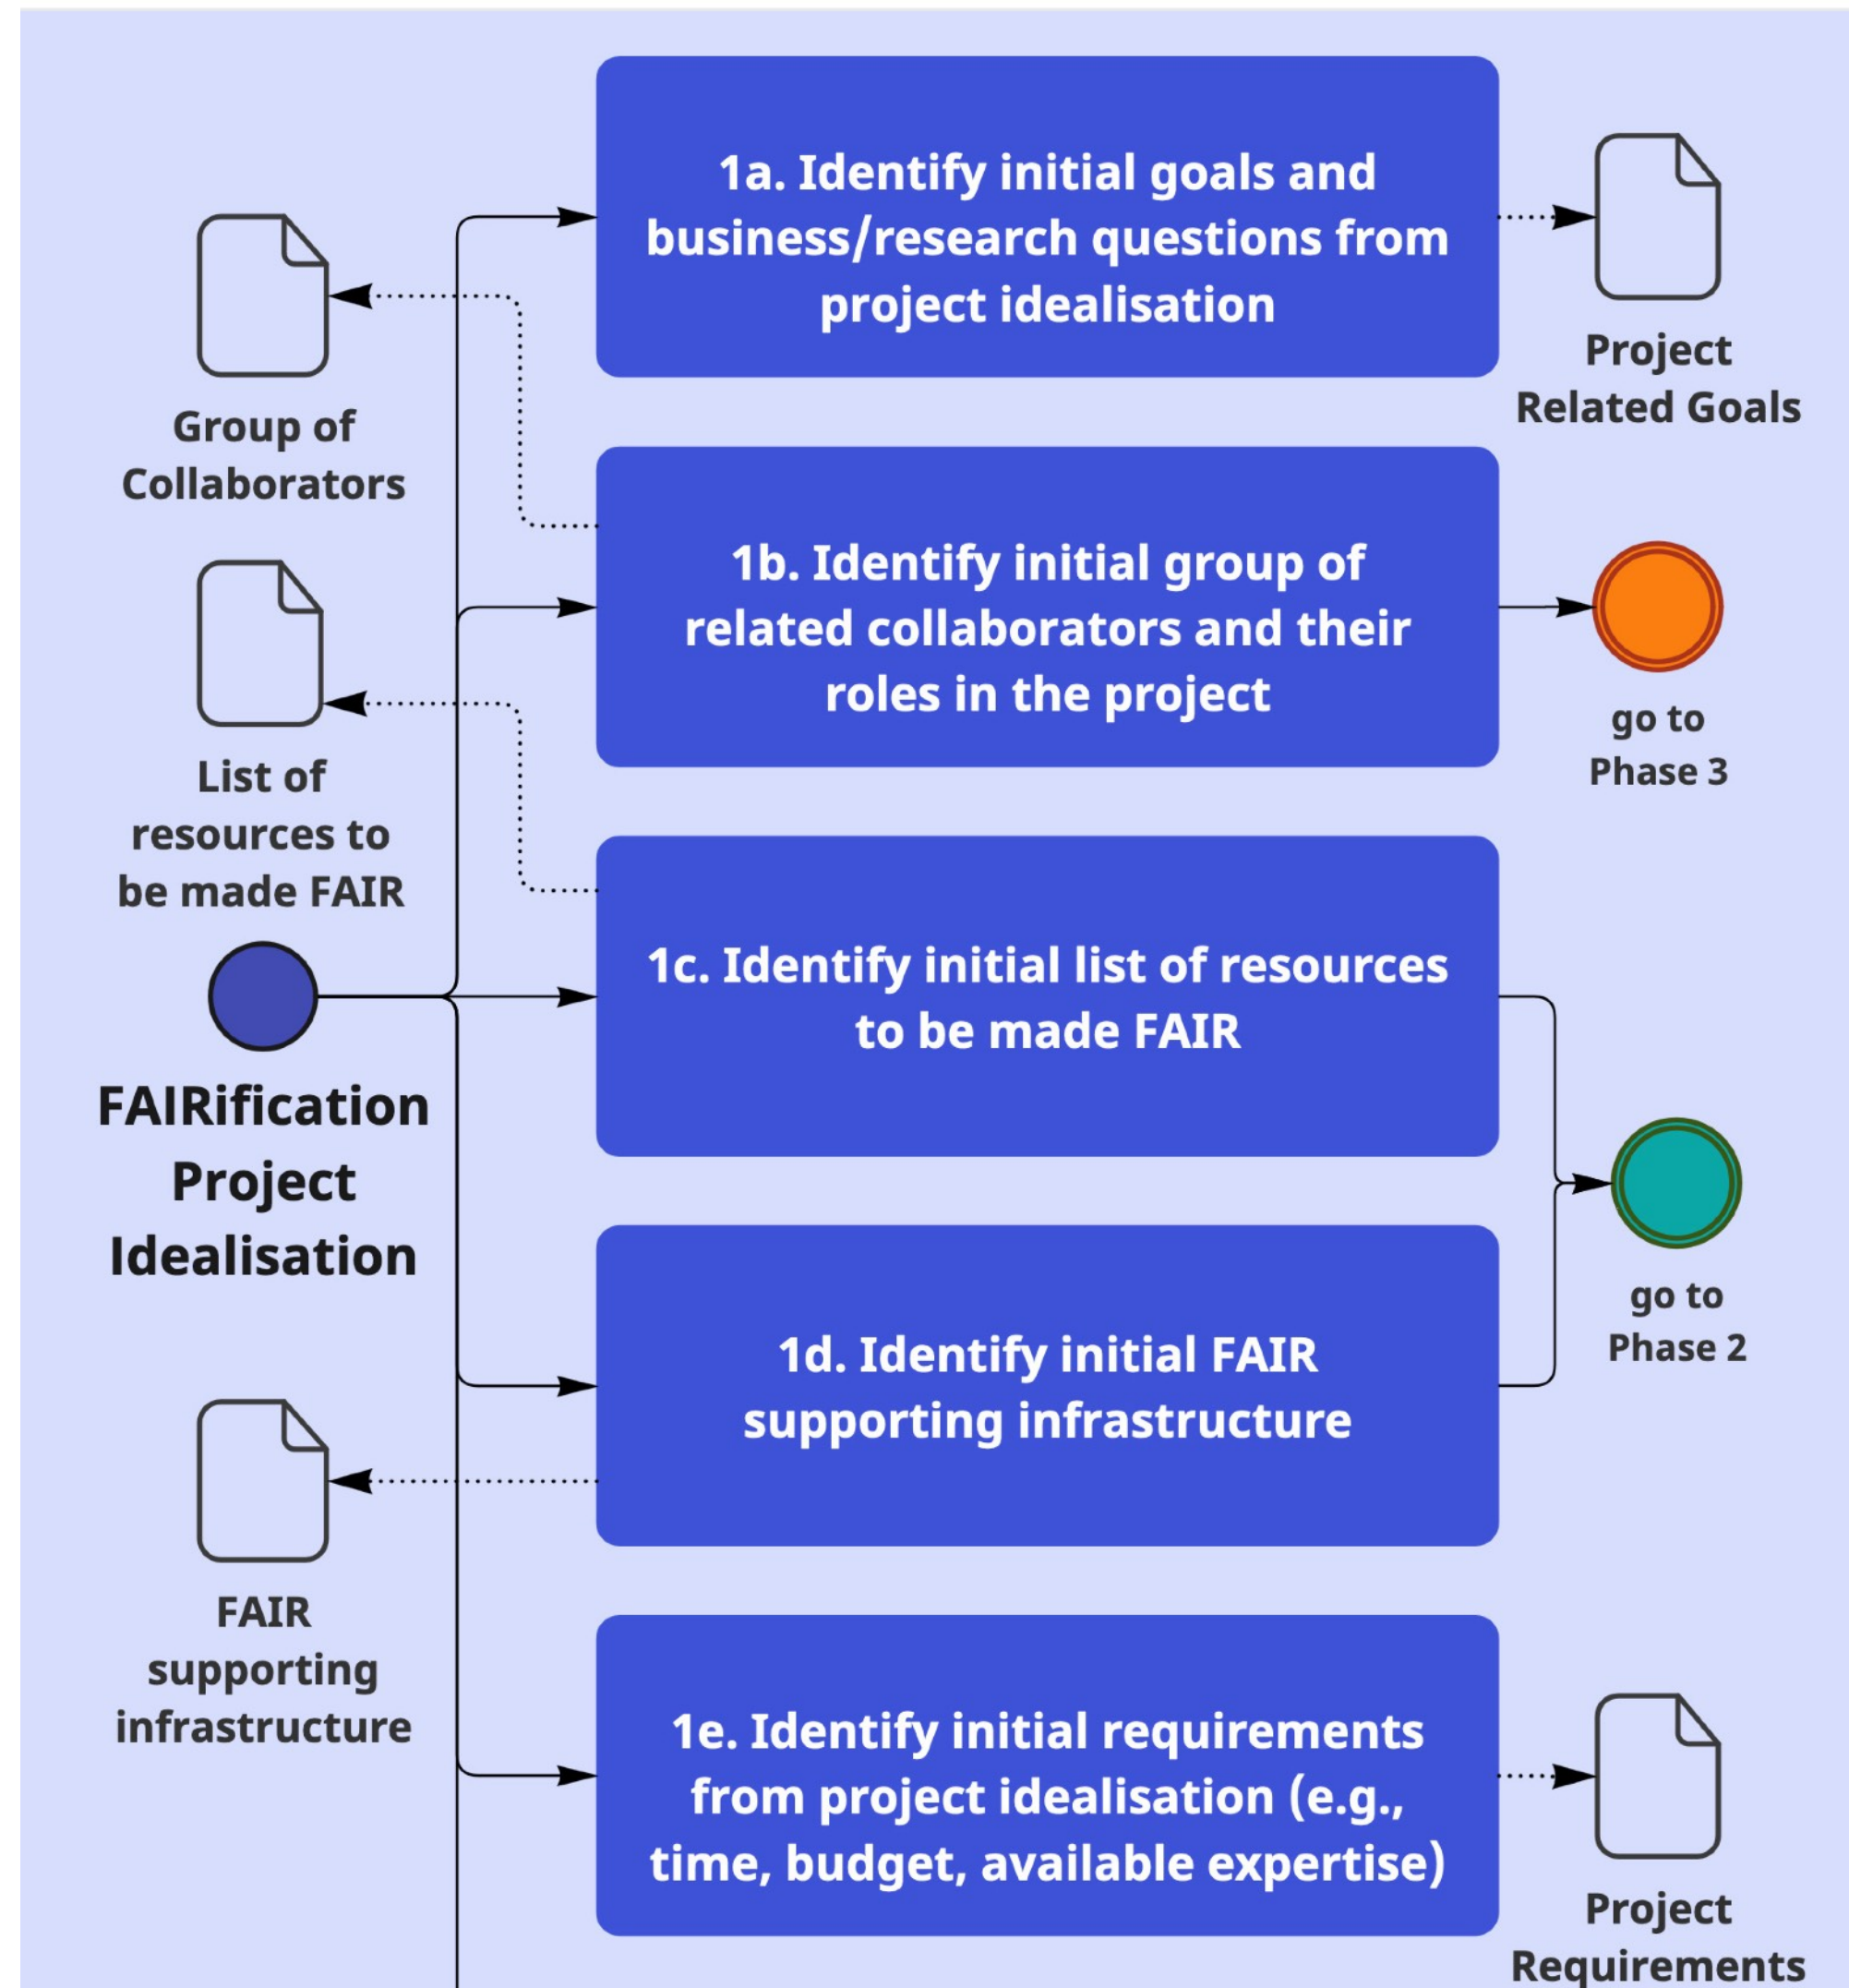 1a. Identify initial goals and
business/research questions from
project idealisation
Project
Related Goals
Group of
Collaborators
1b. Identify initial group of
related collaborators and their
roles in the project
go to
Phase 3
List of
resources to
be made FAIR
1c. Identify initial list of resources
to be made FAIR
FAIRification
Project
Idealisation
go to
Phase 2
1d. Identify initial FAIR
supporting infrastructure
FAIR
supporting
infrastructure
1e. Identify initial requirements
from project idealisation (e.g.,
time, budget, available expertise)
Project
Requirements